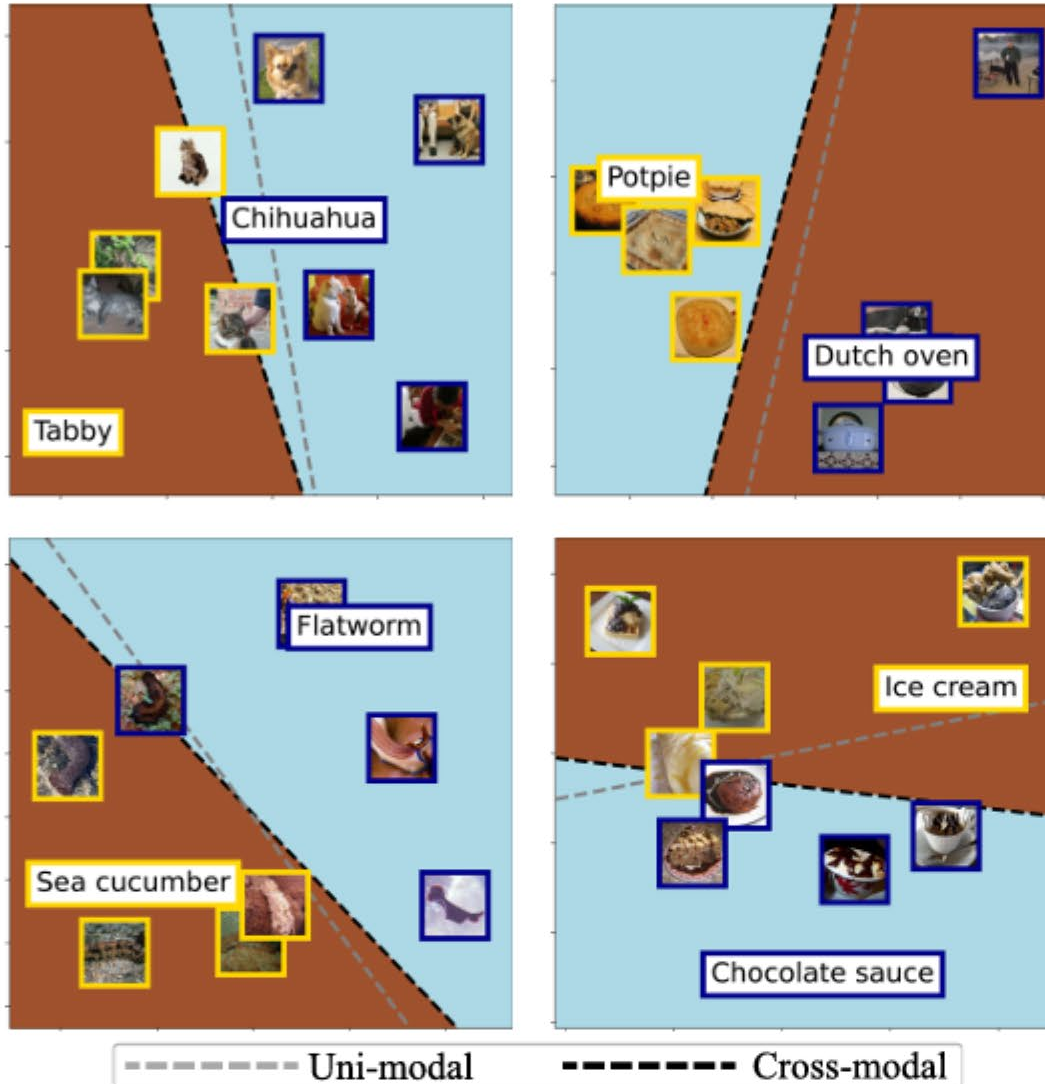 Chihuahua
Tabby
Potpie
Dutch oven
Flatworm
Sea cucumber
Ice cream
Chocolate sauce
Uni-modal
Cross-modal